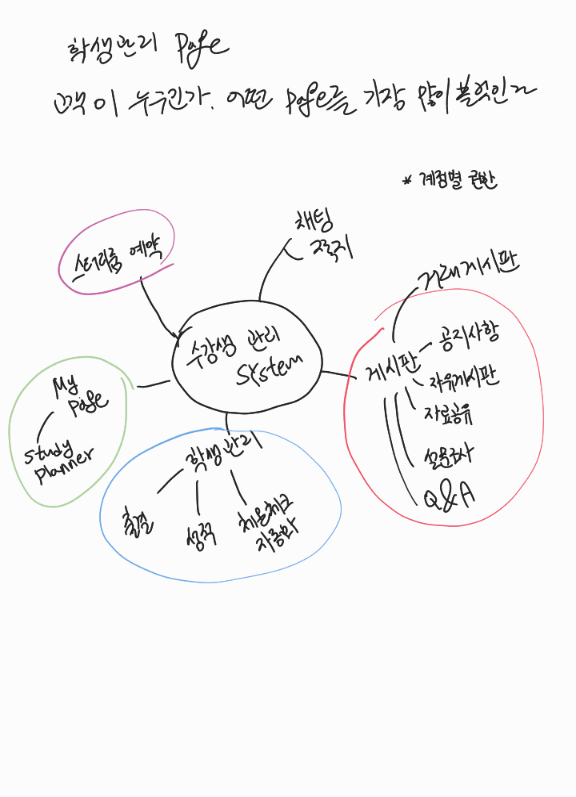 학생관리 Page
고객이 누구인가. 어떤 Page를 가장 많이 볼것인가
* 계정별 권한
채팅
쪽지
스터디룸 예약
거래게시판
수강생 관리
System
게시판
공지사항
자유게시판
자료공유
설문조사
Q&A
My
Page
study
planner
학생관리
출결
성적
체온체크
자동화